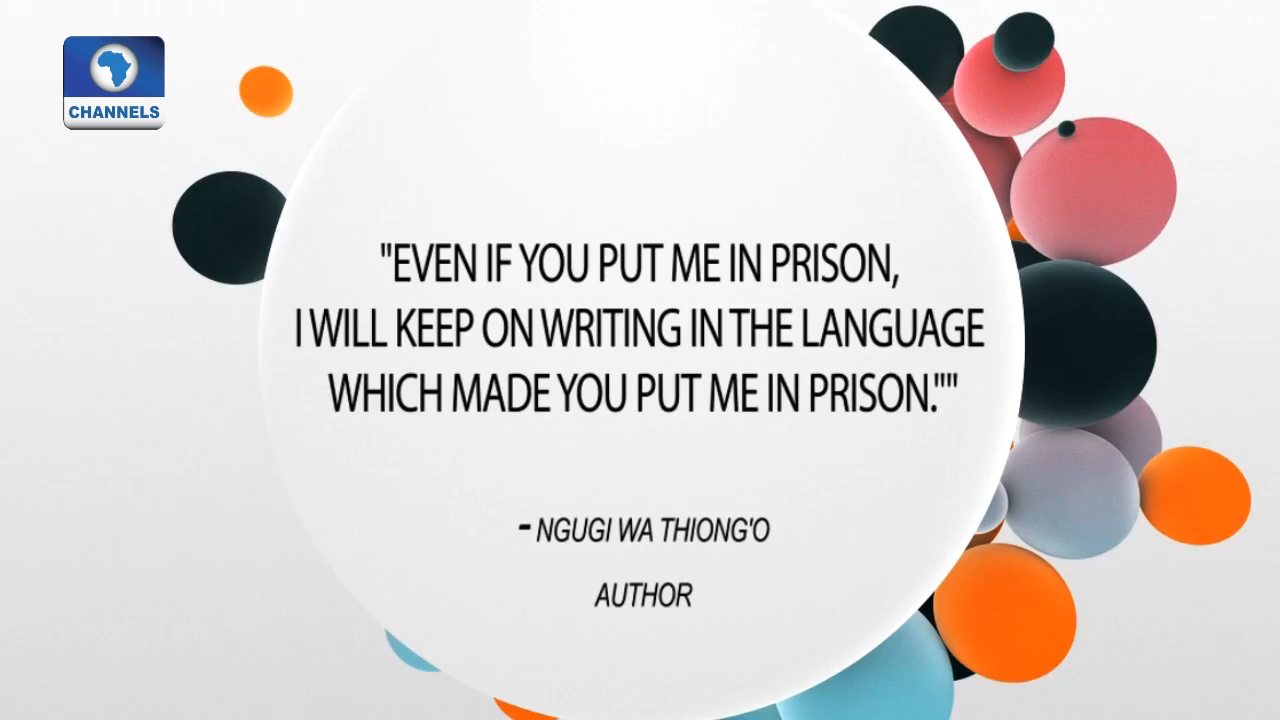 CHANNELS
"EVEN IF YOU PUT ME IN PRISON,
I WILL KEEP ON WRITING IN THE LANGUAGE
WHICH MADE YOU PUT ME IN PRISON.""
- NGUGI WA THIONG'O
AUTHOR